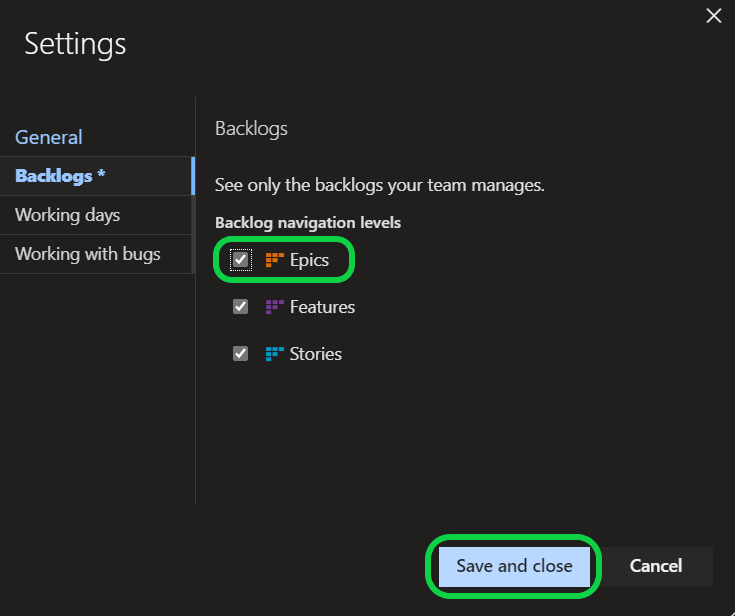 Settings
General
Backlogs *
Working days
Working with bugs
Backlogs
See only the backlogs your team manages.
Backlog navigation levels
Epics
Features
Stories
Save and close
Cancel